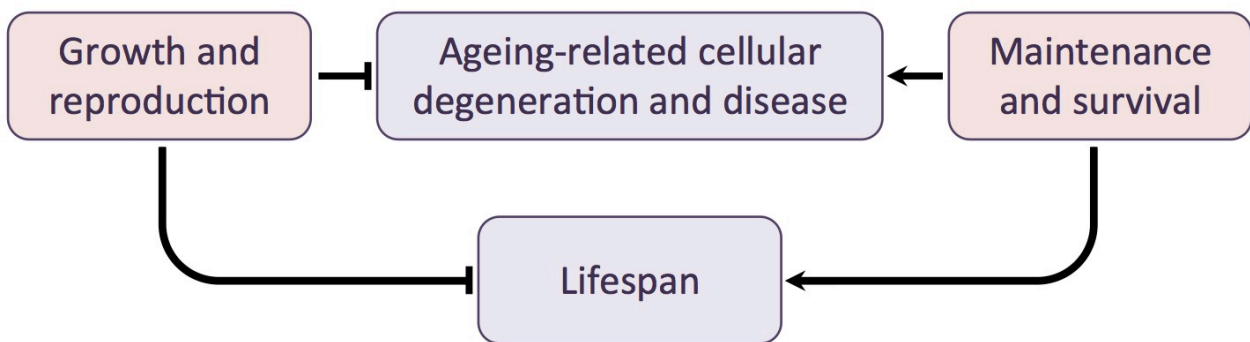 Growth and
reproduction
Ageing-related cellular
degeneration and disease
Maintenance
and survival
Lifespan